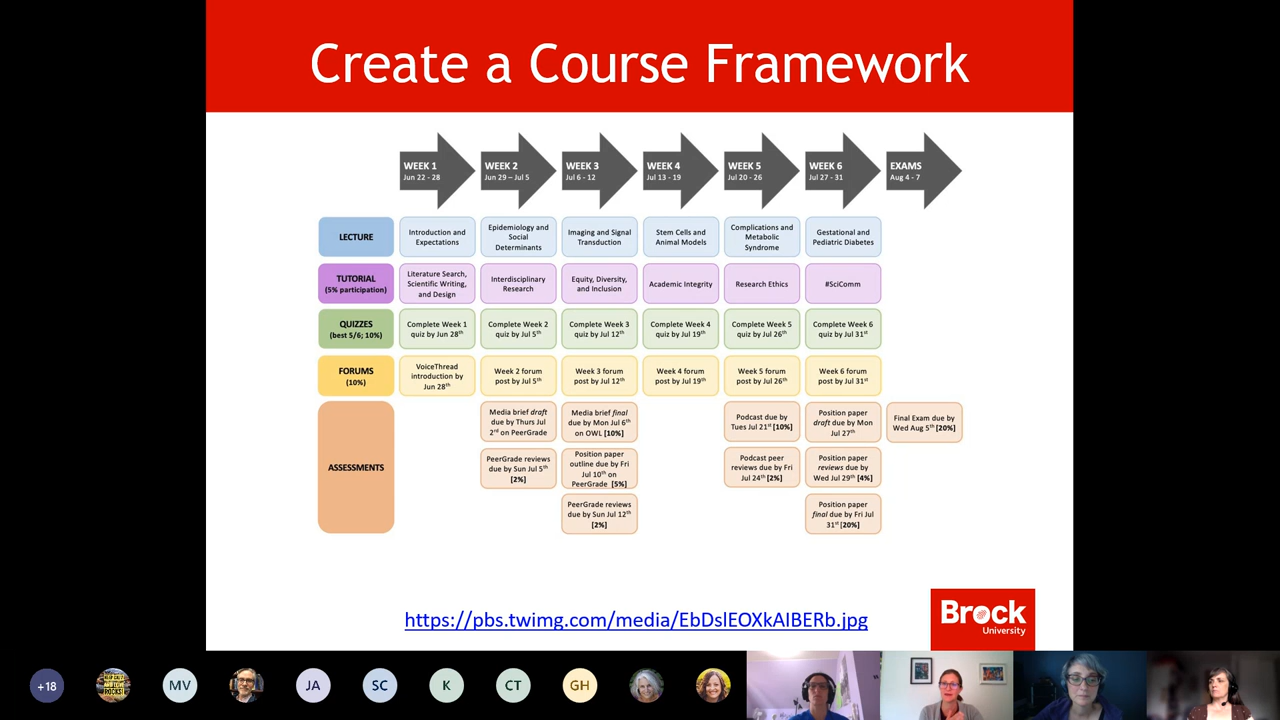 Create a Course Framework
WEEK 1
Jun 22 - 28
WEEK 2
Jun 29 – Jul 5
WEEK 3
Jul 6 - 12
WEEK 4
Jul 13 - 19
WEEK 5
Jul 20 - 26
WEEK 6
Jul 27 - 31
EXAMS
Aug 4 - 7
LECTURE
Introduction and
Expectations
Epidemiology and
Social
Determinants
Imaging and Signal
Transduction
Stem Cells and
Animal Models
Complications and
Metabolic
Syndrome
Gestational and
Pediatric Diabetes
TUTORIAL
(5% participation)
Literature Search,
Scientific Writing,
and Design
Interdisciplinary
Research
Equity, Diversity,
and Inclusion
Academic Integrity
Research Ethics
#SciComm
QUIZZES
(best 5/6; 10%)
Complete Week 1
quiz by Jun 28th
Complete Week 2
quiz by Jul 5th
Complete Week 3
quiz by Jul 12th
Complete Week 4
quiz by Jul 19th
Complete Week 5
quiz by Jul 26th
Complete Week 6
quiz by Jul 31st
FORUMS
(10%)
VoiceThread
introduction by
Jun 28th
Week 2 forum
post by Jul 5th
Week 3 forum
post by Jul 12th
Week 4 forum
post by Jul 19th
Week 5 forum
post by Jul 26th
Week 6 forum
post by Jul 31st
ASSESSMENTS
Media brief draft
due by Thurs Jul
2nd on PeerGrade
Media brief final
due by Mon Jul 6th
on OWL [10%]
Podcast due by
Tues Jul 21st [10%]
Position paper
draft due by Mon
Jul 27th
Final Exam due by
Wed Aug 5th [20%]
PeerGrade reviews
due by Sun Jul 5th
[2%]
Position paper
outline due by Fri
Jul 10th on
PeerGrade [5%]
Podcast peer
reviews due by Fri
Jul 24th [2%]
Position paper
reviews due by
Wed Jul 29th [4%]
PeerGrade reviews
due by Sun Jul 12th
[2%]
Position paper
final due by Fri Jul
31st [20%]
https://pbs.twimg.com/media/EbDslEOXkAIBERb.jpg
Brock
University
+18
MV
JA
SC
K
CT
GH